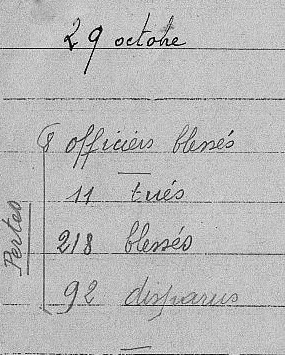 29 octobre
8 officiers blessés
11 tués
Pertes
218 blessés
92 disparus